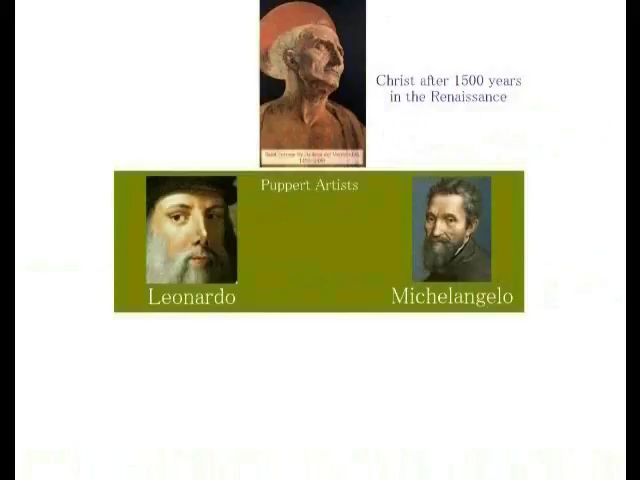 Christ after 1500 years
in the Renaissance
Puppert Artists
Leonardo
Michelangelo